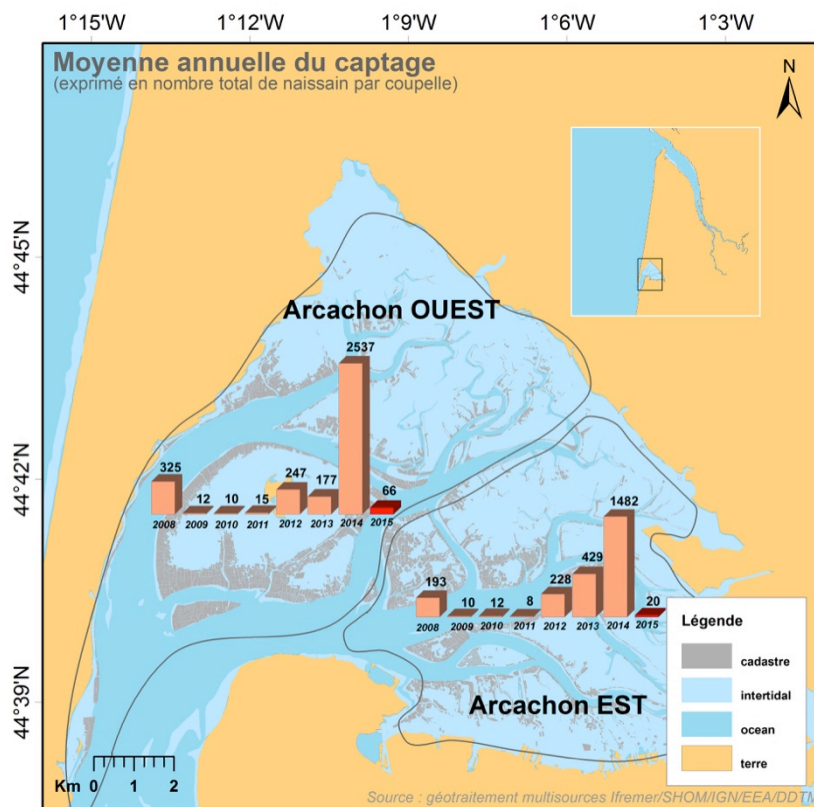 1°15'W 1°12'W 1°9'W 1°6'W 1°3'W
Moyenne annuelle du captage
(exprimé en nombre total de naissain par coupelle)
N
44°45'N
Arcachon OUEST
2537
44°42'N
325 12 10 15 247 177 66
2008 2009 2010 2011 2012 2013 2014 2015
1482
193 10 12 8 228 429 20
2008 2009 2010 2011 2012 2013 2014 2015
Légende
cadastre
intertidal
ocean
terre
44°39'N
Arcachon EST
Km 0 1 2
Source : géotraitement multisources Ifremer/SHOM/IGN/EEA/DDTM